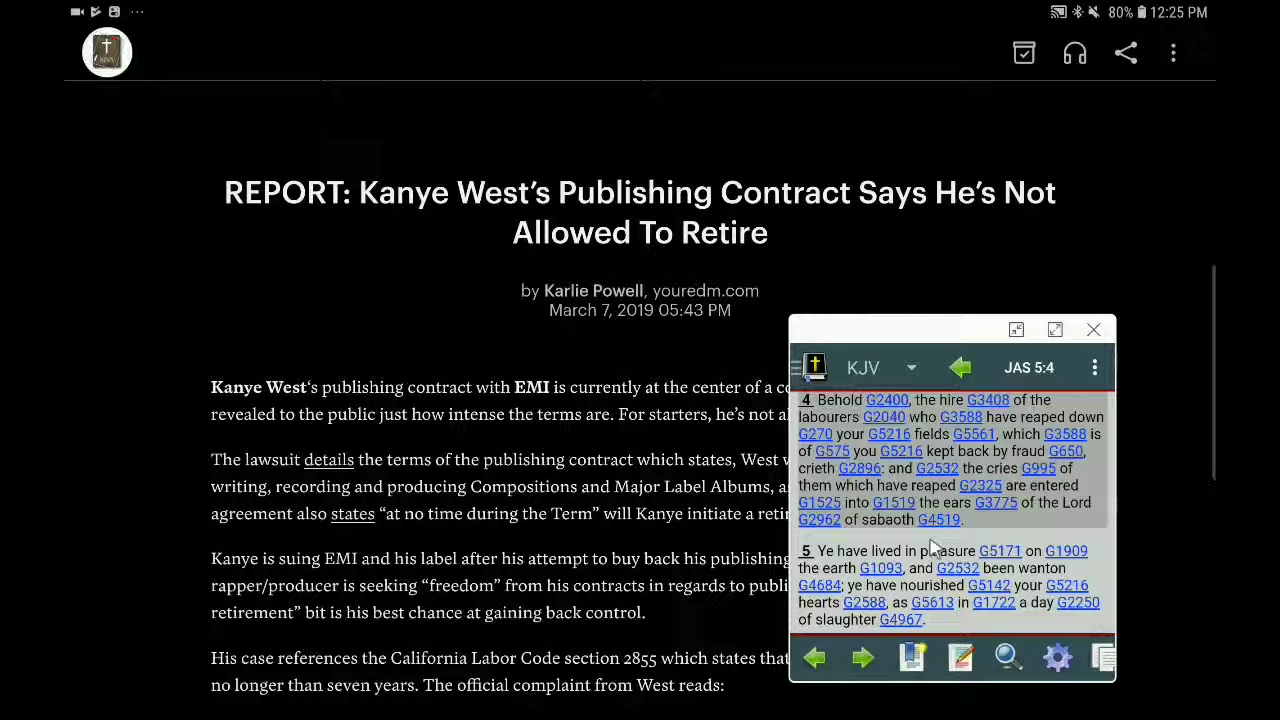 80% 12:25 PM
KJV
REPORT: Kanye West's Publishing Contract Says He's Not
Allowed To Retire
by Karlie Powell, youredm.com
March 7, 2019 05:43 PM
Kanye West's publishing contract with EMI is currently at the center of a
revealed to the public just how intense the terms are. For starters, he's not
The lawsuit details the terms of the publishing contract which states, West
writing, recording and producing Compositions and Major Label Albums,
agreement also states “at no time during the Term” will Kanye initiate a
Kanye is suing EMI and his label after his attempt to buy back his publishing
rapper/producer is seeking “freedom” from his contracts in regards to
retirement” bit is his best chance at gaining back control.
His case references the California Labor Code section 2855 which states that
no longer than seven years. The official complaint from West reads:
KJV JAS 5:4
4 Behold G2400, the hire G3408 of the
labourers G2040 who G3588 have reaped down
G270 your G5216 fields G5561, which G3588 is
of G575 you G5216 kept back by fraud G650,
crieth G2896: and G2532 the cries G995 of
them which have reaped G2325 are entered
G1525 into G1519 the ears G3775 of the Lord
G2962 of sabaoth G4519.
5 Ye have lived in pleasure G5171 on G1909
the earth G1093, and G2532 been wanton
G4684; ye have nourished G5142 your G5216
hearts G2588, as G5613 in G1722 a day G2250
of slaughter G4967.